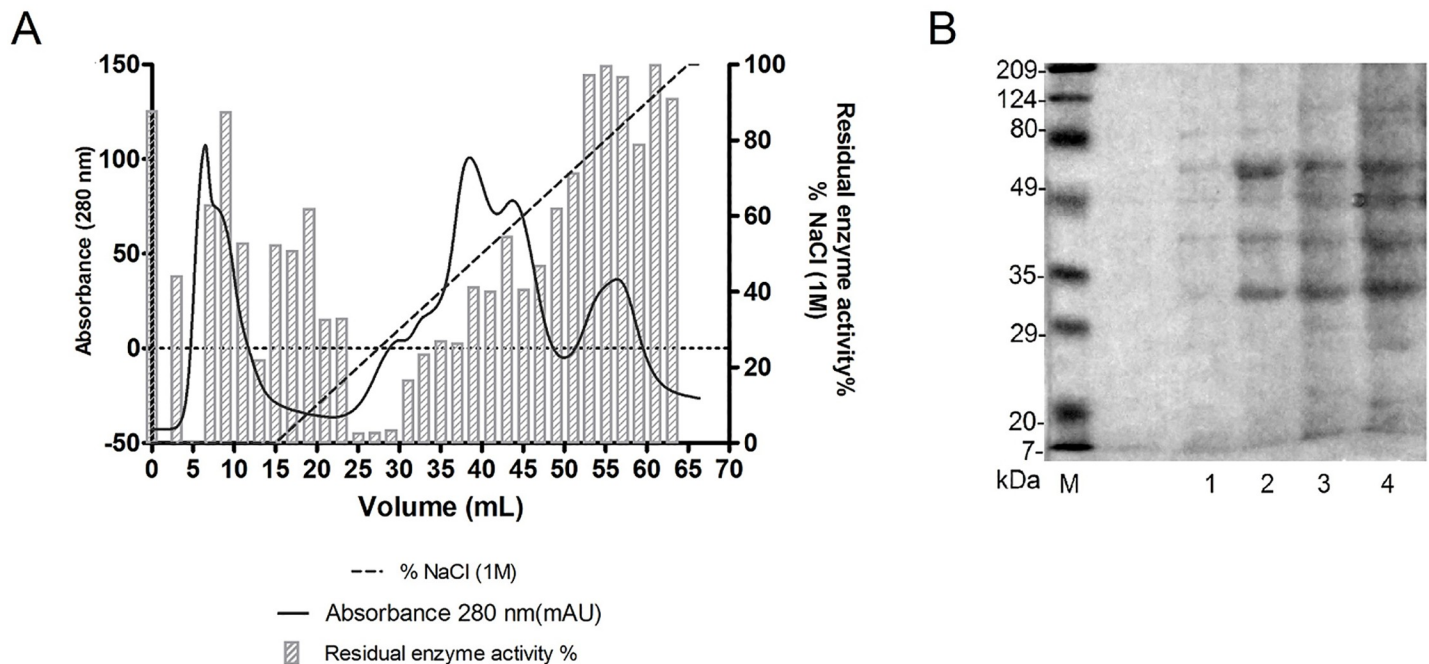 A
B
150
100
50
0
-50
Absorbance (280 nm)
100
80
60
40
20
0
Residual enzyme activity%
% NaCl (1M)
0 5 10 15 20 25 30 35 40 45 50 55 60 65 70
Volume (mL)
% NaCl (1M)
Absorbance 280 nm(mAU)
Residual enzyme activity %
209-
124-
80-
49-
35-
29-
20-
7-
kDa M 1 2 3 4